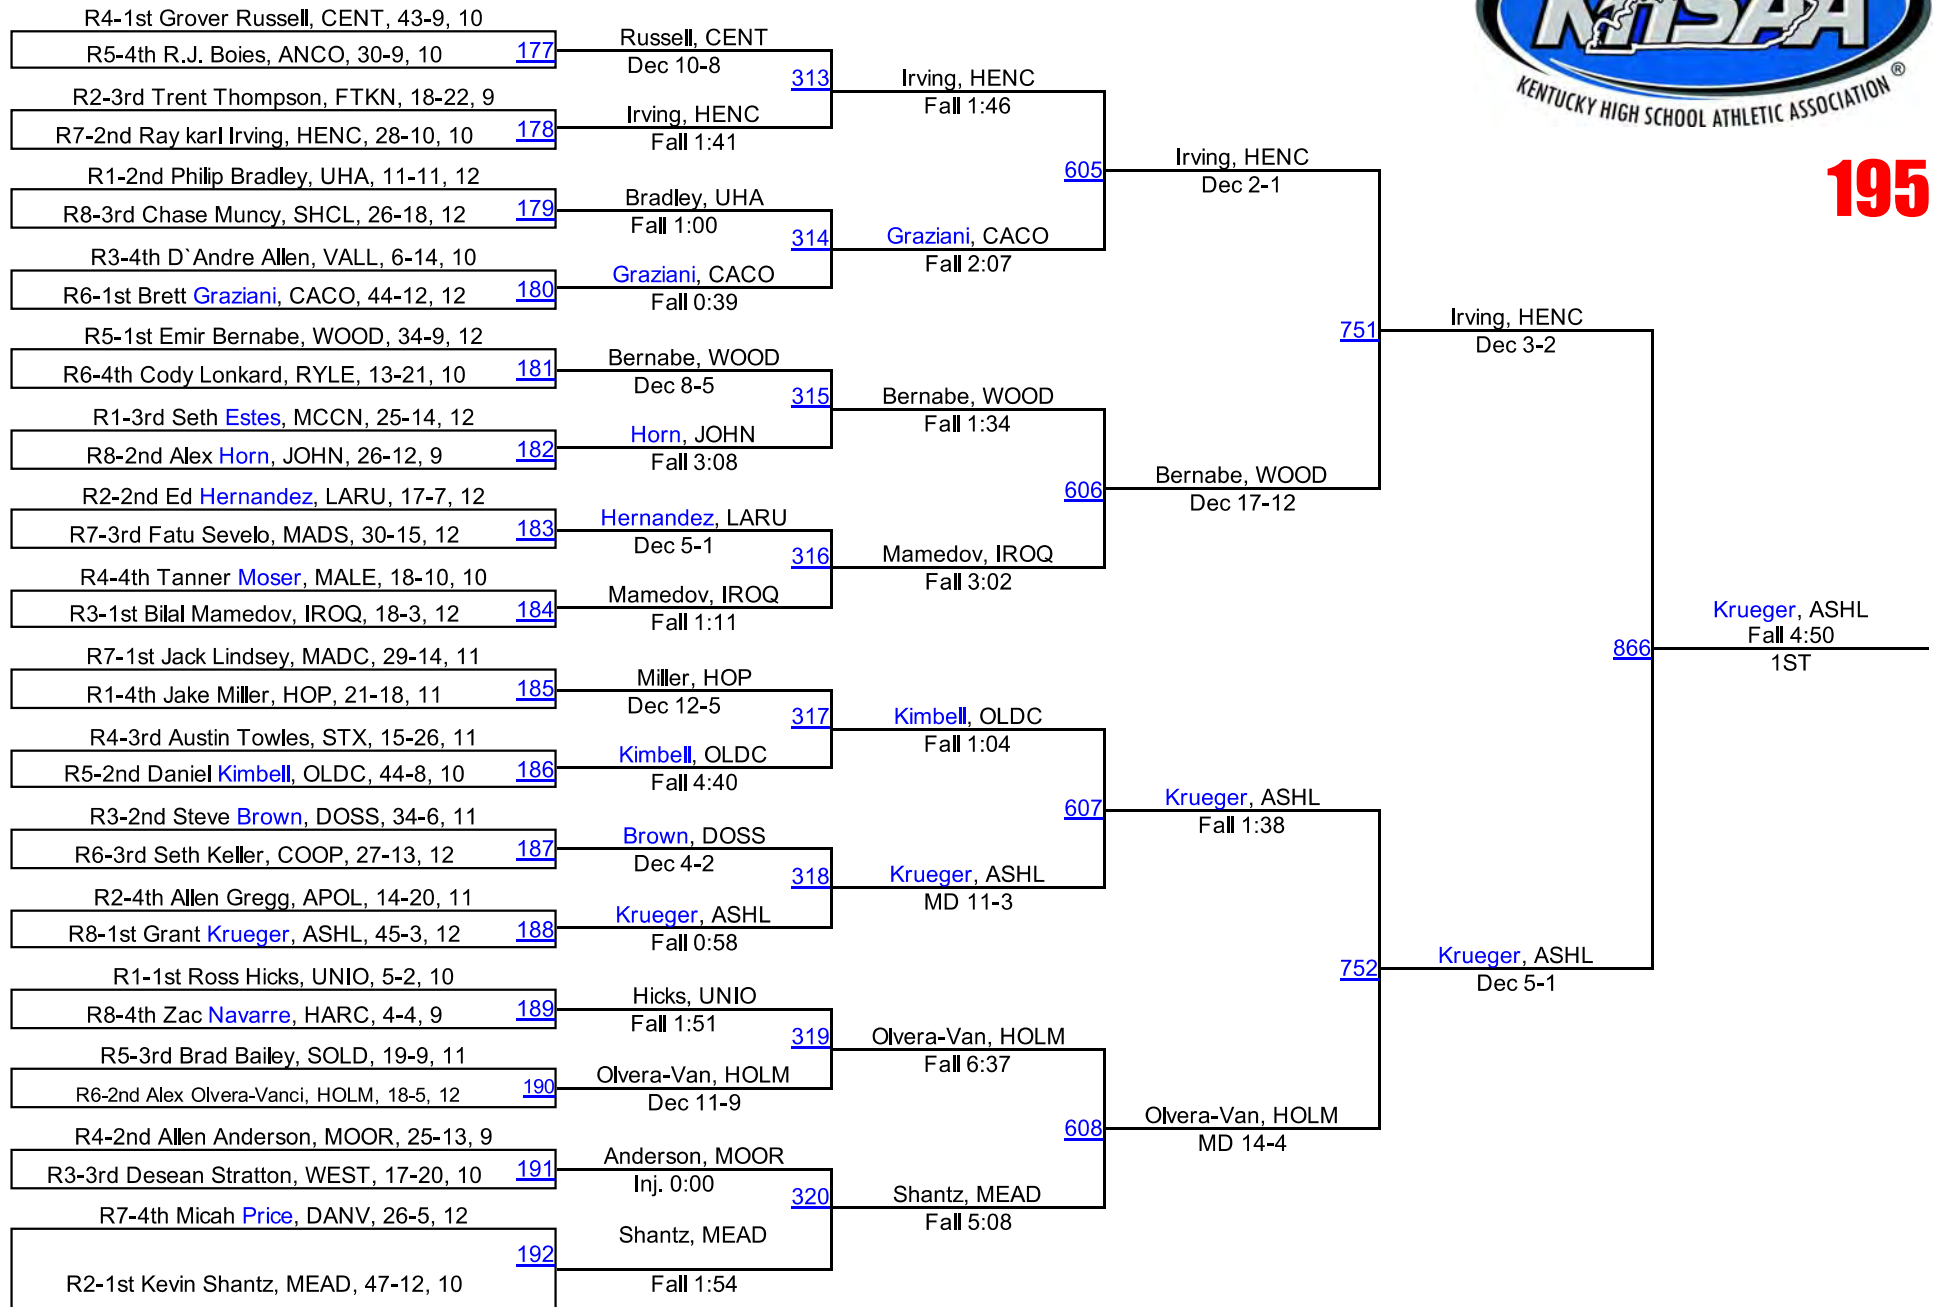 R4-1st Grover Russell, CENT, 43-9, 10
R5-4th R.J. Boies, ANCO, 30-9, 10
177
R2-3rd Trent Thompson, FTKN, 18-22, 9
R7-2nd Ray karl Irving, HENC, 28-10, 10
178
R1-2nd Philip Bradley, UHA, 11-11, 12
R8-3rd Chase Muncy, SHCL, 26-18, 12
179
R3-4th D`Andre Allen, VALL, 6-14, 10
R6-1st Brett Graziani, CACO, 44-12, 12
180
R5-1st Emir Bernabe, WOOD, 34-9, 12
R6-4th Cody Lonkard, RYLE, 13-21, 10
181
R1-3rd Seth Estes, MCCN, 25-14, 12
R8-2nd Alex Horn, JOHN, 26-12, 9
182
R2-2nd Ed Hernandez, LARU, 17-7, 12
R7-3rd Fatu Sevelo, MADS, 30-15, 12
183
R4-4th Tanner Moser, MALE, 18-10, 10
R3-1st Bilal Mamedov, IROQ, 18-3, 12
184
R7-1st Jack Lindsey, MADC, 29-14, 11
R1-4th Jake Miller, HOP, 21-18, 11
185
R4-3rd Austin Towles, STX, 15-26, 11
R5-2nd Daniel Kimbell, OLDC, 44-8, 10
186
R3-2nd Steve Brown, DOSS, 34-6, 11
R6-3rd Seth Keller, COOP, 27-13, 12
187
R2-4th Allen Gregg, APOL, 14-20, 11
R8-1st Grant Krueger, ASHL, 45-3, 12
188
R1-1st Ross Hicks, UNIO, 5-2, 10
R8-4th Zac Navarre, HARC, 4-4, 9
189
R5-3rd Brad Bailey, SOLD, 19-9, 11
R6-2nd Alex Olvera-Vanci, HOLM, 18-5, 12
190
R4-2nd Allen Anderson, MOOR, 25-13, 9
R3-3rd Desean Stratton, WEST, 17-20, 10
191
R7-4th Micah Price, DANV, 26-5, 12
R2-1st Kevin Shantz, MEAD, 47-12, 10
192
Russell, CENT
Dec 10-8
313
Irving, HENC
Fall 1:41
Bradley, UHA
Fall 1:00
314
Graziani, CACO
Fall 0:39
Bernabe, WOOD
Dec 8-5
315
Horn, JOHN
Fall 3:08
Hernandez, LARU
Dec 5-1
316
Mamedov, IROQ
Fall 1:11
Miller, HOP
Dec 12-5
317
Kimbell, OLDC
Fall 4:40
Brown, DOSS
Dec 4-2
318
Krueger, ASHL
Fall 0:58
Hicks, UNIO
Fall 1:51
319
Olvera-Van, HOLM
Dec 11-9
Anderson, MOOR
Inj. 0:00
320
Shantz, MEAD
Fall 1:54
Irving, HENC
Fall 1:46
605
Graziani, CACO
Fall 2:07
Bernabe, WOOD
Fall 1:34
606
Mamedov, IROQ
Fall 3:02
Kimbell, OLDC
Fall 1:04
607
Krueger, ASHL
MD 11-3
Olvera-Van, HOLM
Fall 6:37
608
Shantz, MEAD
Fall 5:08
Irving, HENC
Dec 2-1
751
Bernabe, WOOD
Dec 17-12
Krueger, ASHL
Fall 1:38
752
Olvera-Van, HOLM
MD 14-4
Irving, HENC
Dec 3-2
866
Krueger, ASHL
Dec 5-1
Krueger, ASHL
Fall 4:50
1ST
KHSAA
KENTUCKY HIGH SCHOOL ATHLETIC ASSOCIATION ®
195